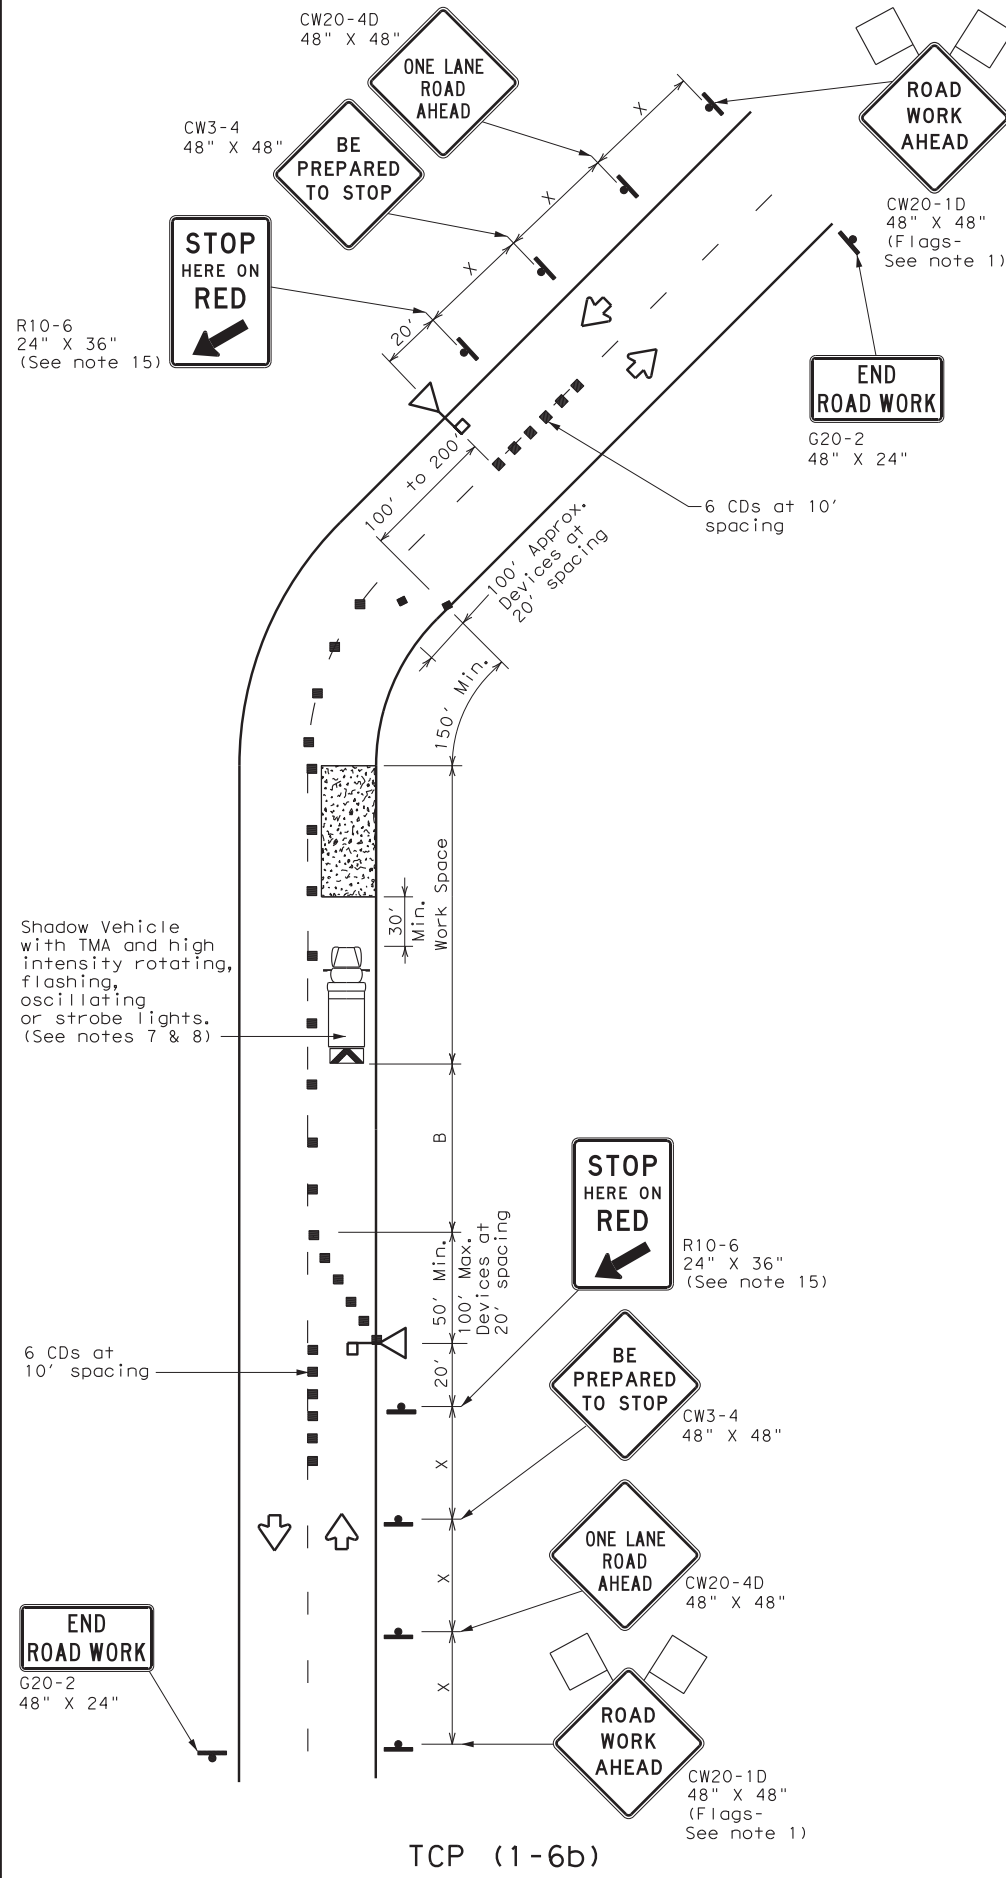 CW20-4D
48" X 48"
ONE LANE
ROAD
AHEAD
X
ROAD
WORK
AHEAD
CW3-4
48" X 48"
BE
PREPARED
TO STOP
X
CW20-1D
48" X 48"
(Flags-
See note 1)
STOP
HERE ON
RED
X
R10-6
24" X 36"
(See note 15)
20'
END
ROAD WORK
G20-2
48" X 24"
100' to 200'
6 CDs at 10'
spacing
100' Approx.
Devices at
20' spacing
150' Min.
Work Space
30'
Min.
Shadow Vehicle
with TMA and high
intensity rotating,
flashing,
oscillating
or strobe lights.
(See notes 7 & 8)
B
STOP
HERE ON
RED
R10-6
24" X 36"
(See note 15)
50' Min.
100' Max.
Devices at
20' spacing
6 CDs at
10' spacing
20'
BE
PREPARED
TO STOP
CW3-4
48" X 48"
X
ONE LANE
ROAD
AHEAD
CW20-4D
48" X 48"
X
END
ROAD WORK
G20-2
48" X 24"
X
ROAD
WORK
AHEAD
CW20-1D
48" X 48"
(Flags-
See note 1)
TCP (1-6b)